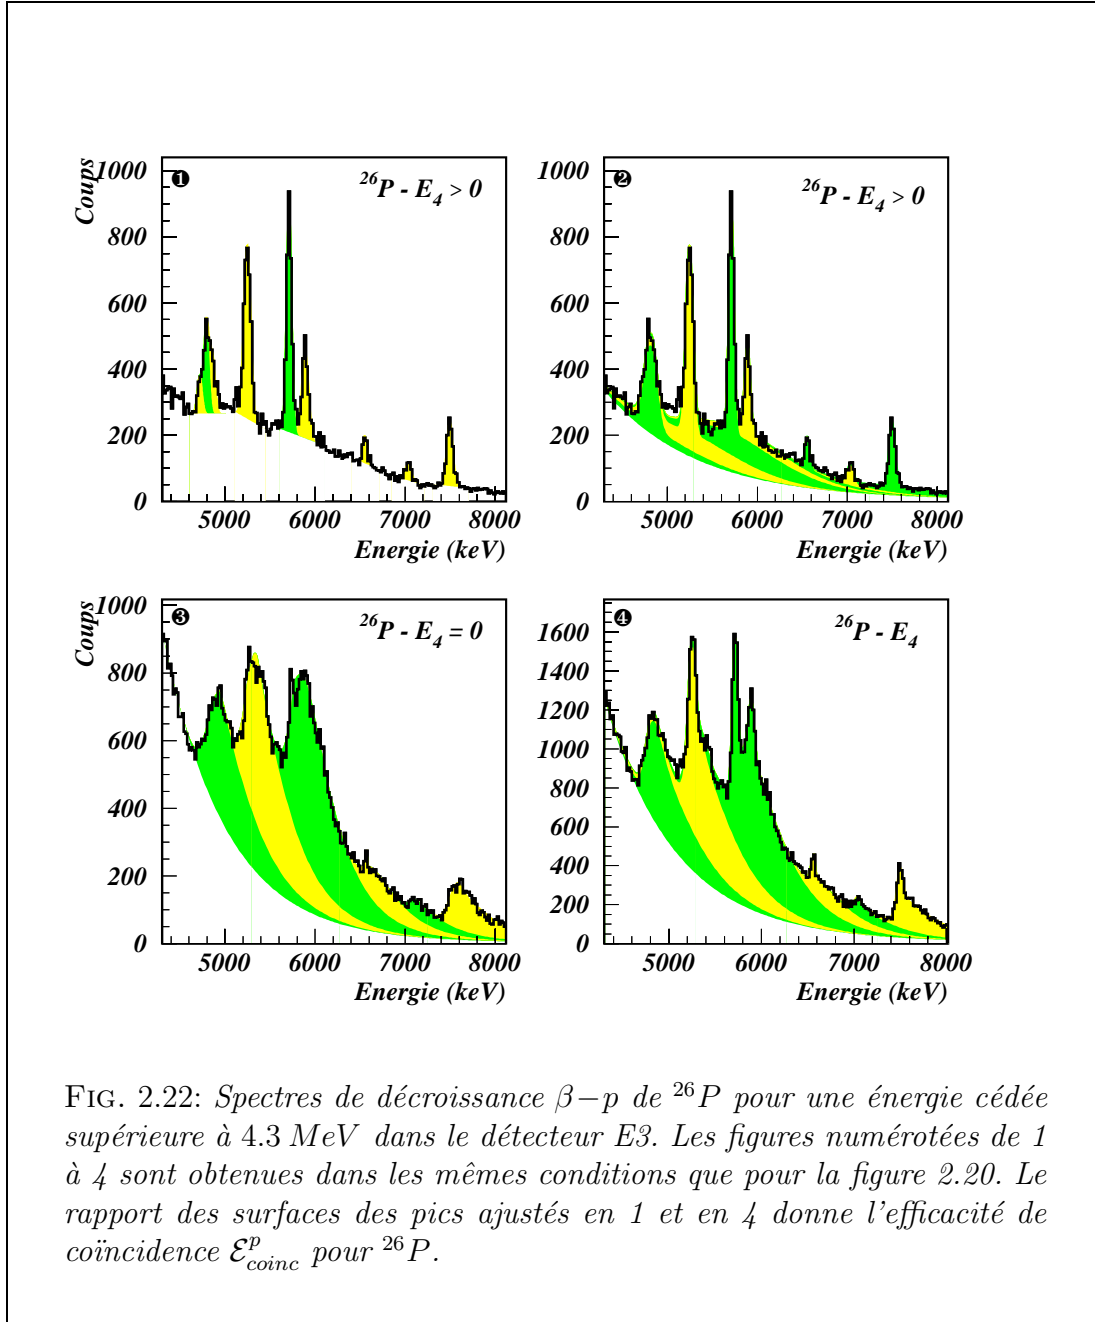 1000
Coups
❶
²⁶P - E₄ > 0
800
600
400
200
0
5000 6000 7000 8000
Energie (keV)
1000
❷
²⁶P - E₄ > 0
800
600
400
200
0
5000 6000 7000 8000
Energie (keV)
1000
Coups
❸
²⁶P - E₄ = 0
800
600
400
200
0
5000 6000 7000 8000
Energie (keV)
❹
²⁶P - E₄
1600
1400
1200
1000
800
600
400
200
0
5000 6000 7000 8000
Energie (keV)
FIG. 2.22: Spectres de décroissance β−p de ²⁶P pour une énergie cédée
supérieure à 4.3 MeV dans le détecteur E3. Les figures numérotées de 1
à 4 sont obtenues dans les mêmes conditions que pour la figure 2.20. Le
rapport des surfaces des pics ajustés en 1 et en 4 donne l'efficacité de
coïncidence ℰᵖ_coinc pour ²⁶P.